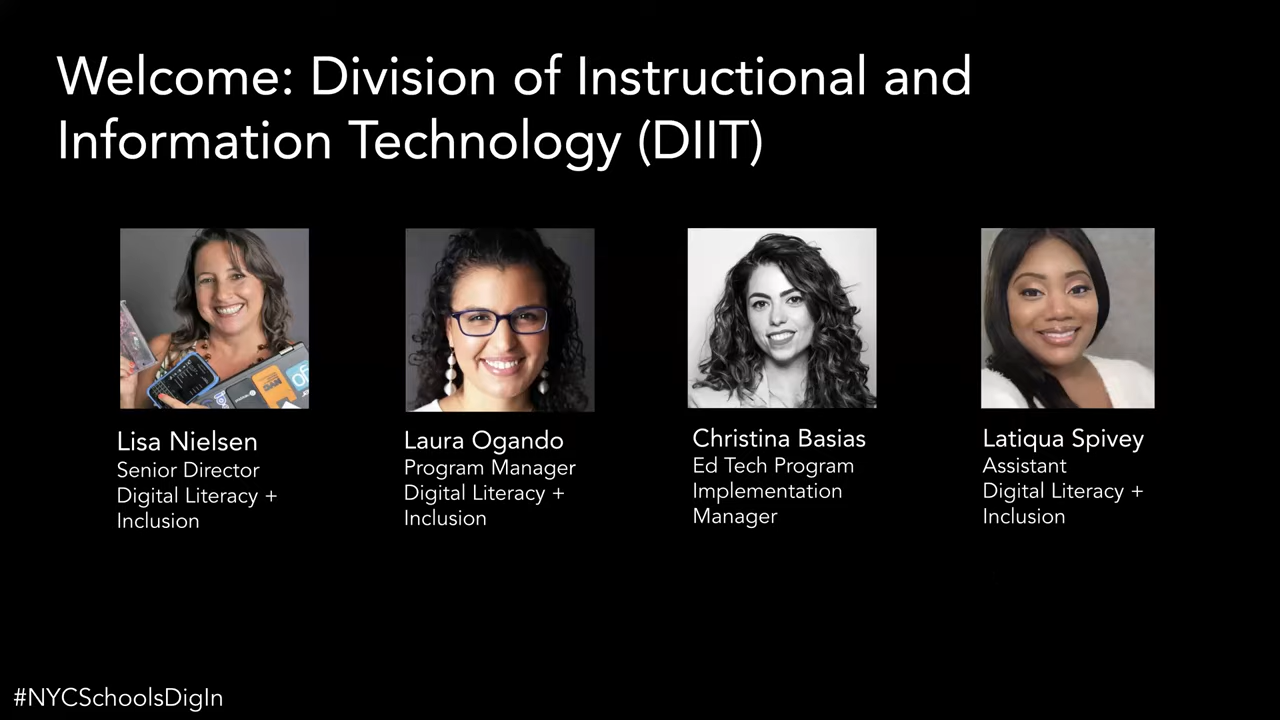 Welcome: Division of Instructional and
Information Technology (DIIT)
Lisa Nielsen
Senior Director
Digital Literacy +
Inclusion
Laura Ogando
Program Manager
Digital Literacy +
Inclusion
Christina Basias
Ed Tech Program
Implementation
Manager
Latiqua Spivey
Assistant
Digital Literacy +
Inclusion
#NYCSchoolsDigIn